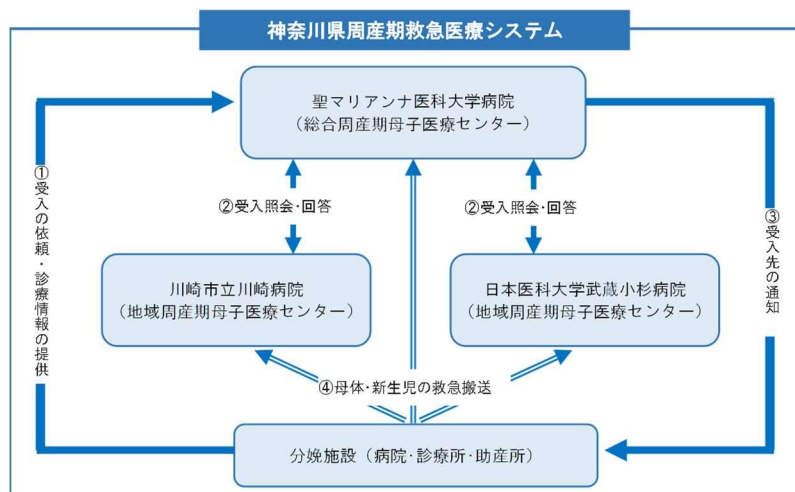 神奈川県周産期救急医療システム
聖マリアンナ医科大学病院
（総合周産期母子医療センター）
①受入の依頼・診療情報の提供
②受入照会・回答
②受入照会・回答
③受入先の通知
川崎市立川崎病院
（地域周産期母子医療センター）
日本医科大学武蔵小杉病院
（地域周産期母子医療センター）
④母体・新生児の救急搬送
分娩施設（病院・診療所・助産所）